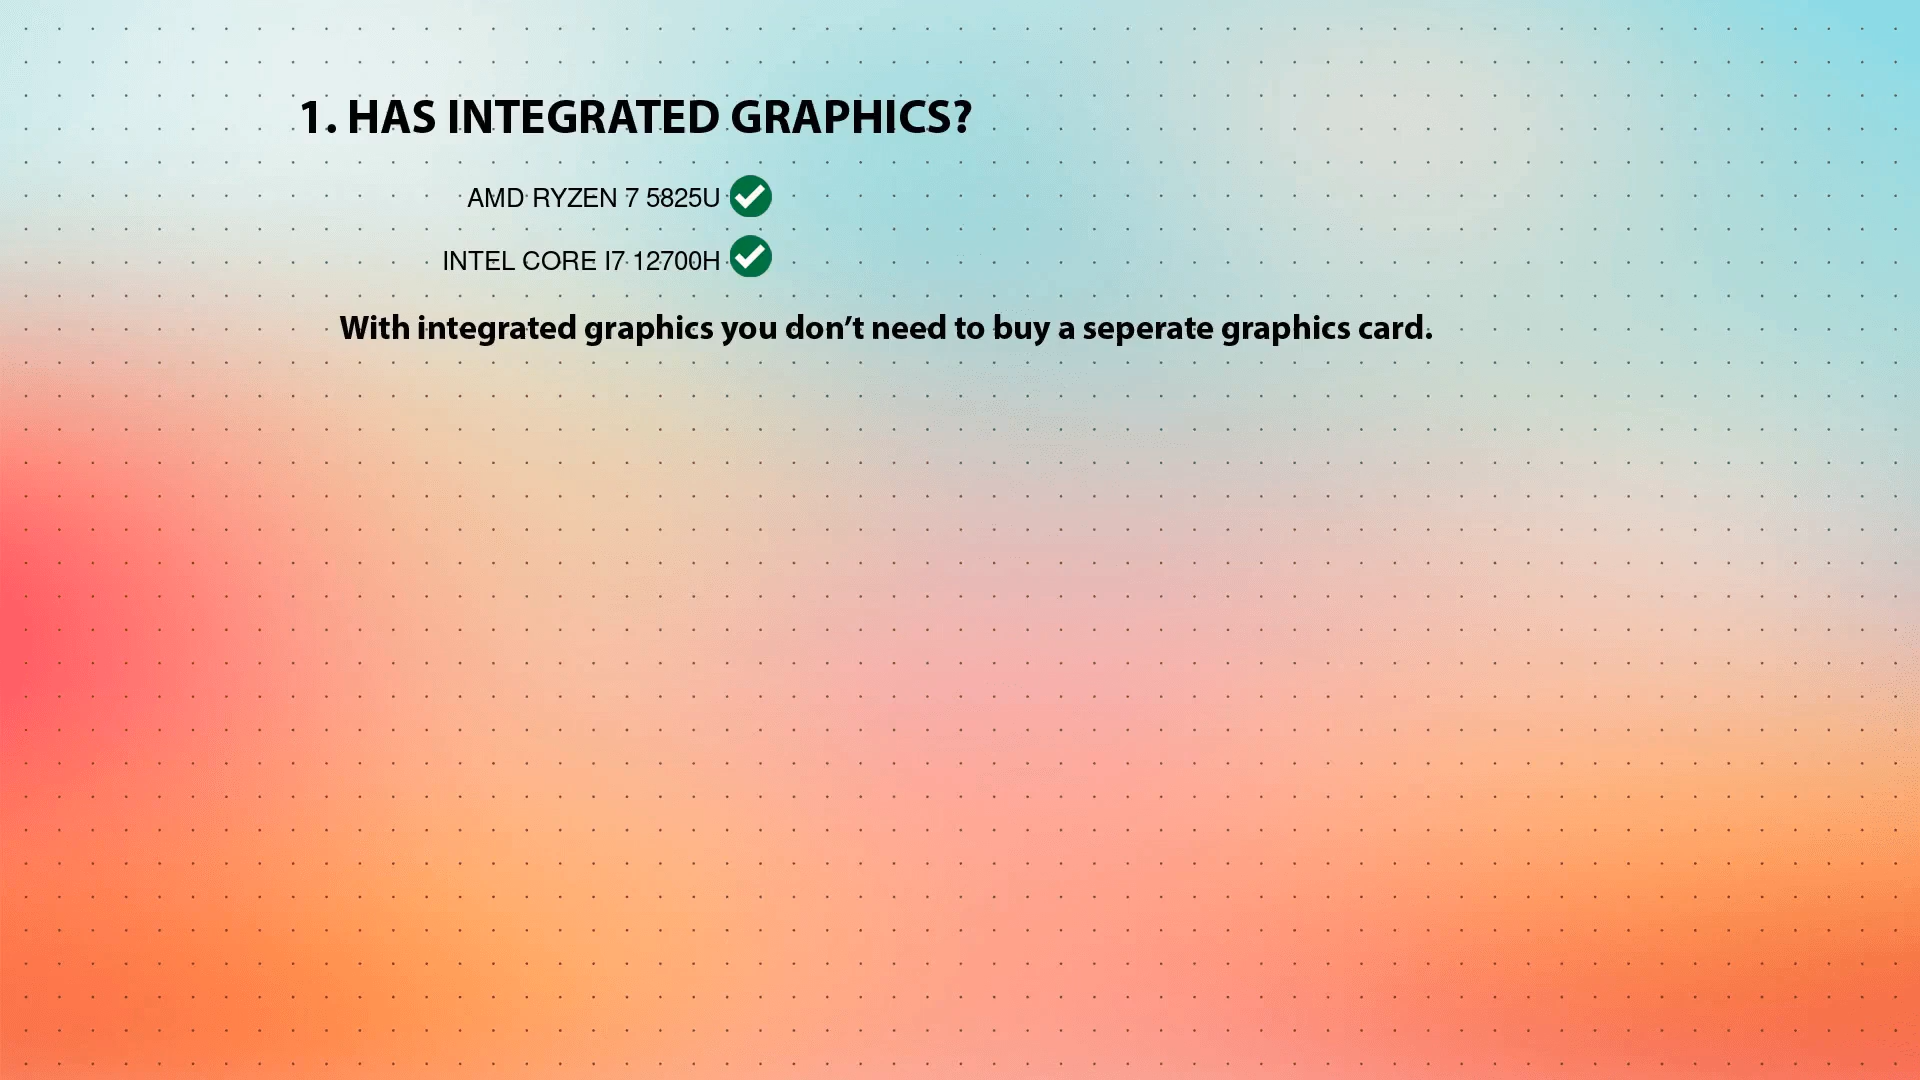 1. HAS INTEGRATED GRAPHICS?
AMD RYZEN 7 5825U
INTEL CORE I7 12700H
With integrated graphics you don’t need to buy a seperate graphics card.